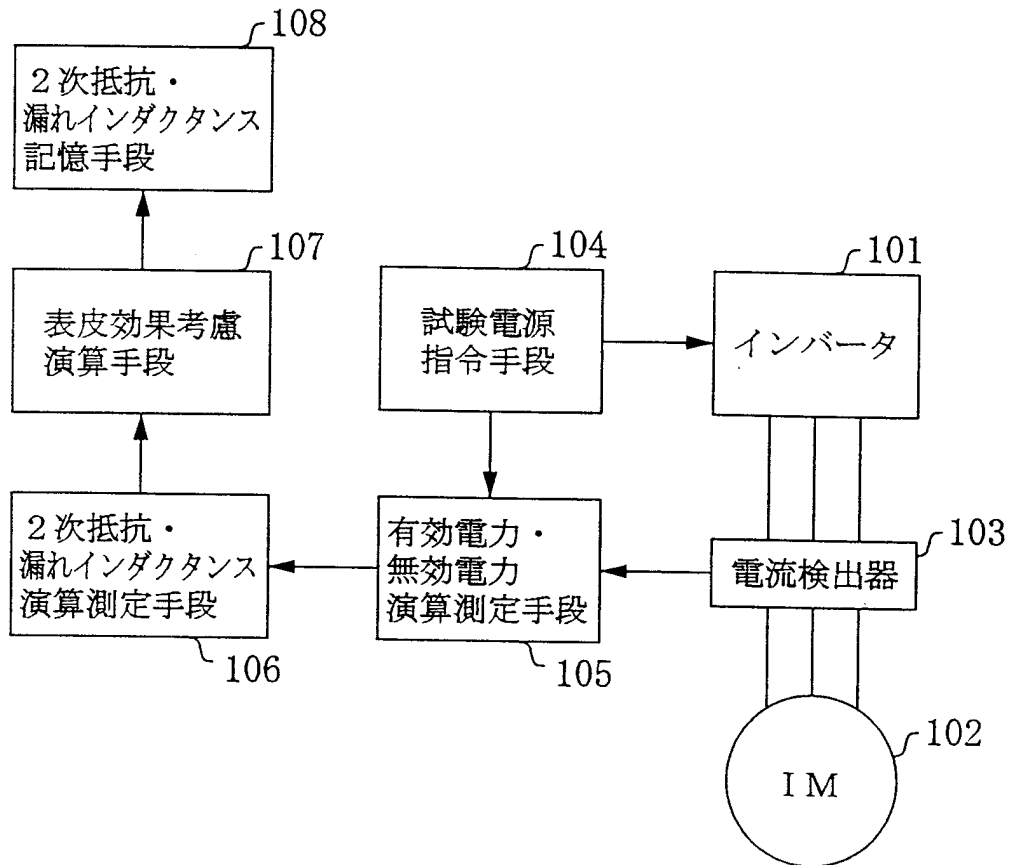 108
２次抵抗・
漏れインダクタンス
記憶手段
107
表皮効果考慮
演算手段
104
試験電源
指令手段
101
インバータ
２次抵抗・
漏れインダクタンス
演算測定手段
106
有効電力・
無効電力
演算測定手段
105
103
電流検出器
102
ＩＭ